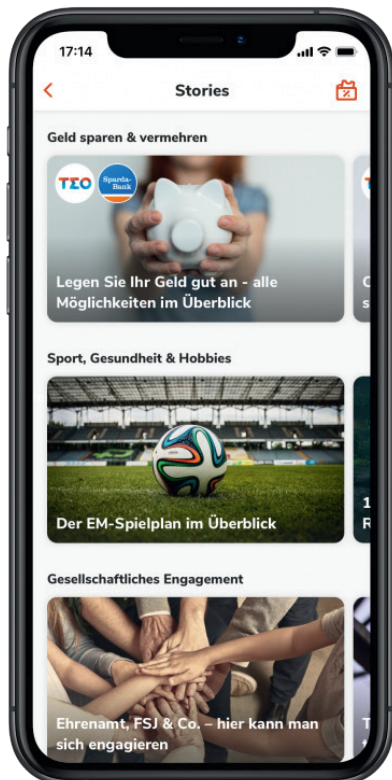 17:14
Stories
%
Geld sparen & vermehren
TEO
Sparda-
Bank
Legen Sie Ihr Geld gut an - alle
Möglichkeiten im Überblick
Sport, Gesundheit & Hobbies
Der EM-Spielplan im Überblick
Gesellschaftliches Engagement
Ehrenamt, FSJ & Co. – hier kann man
sich engagieren